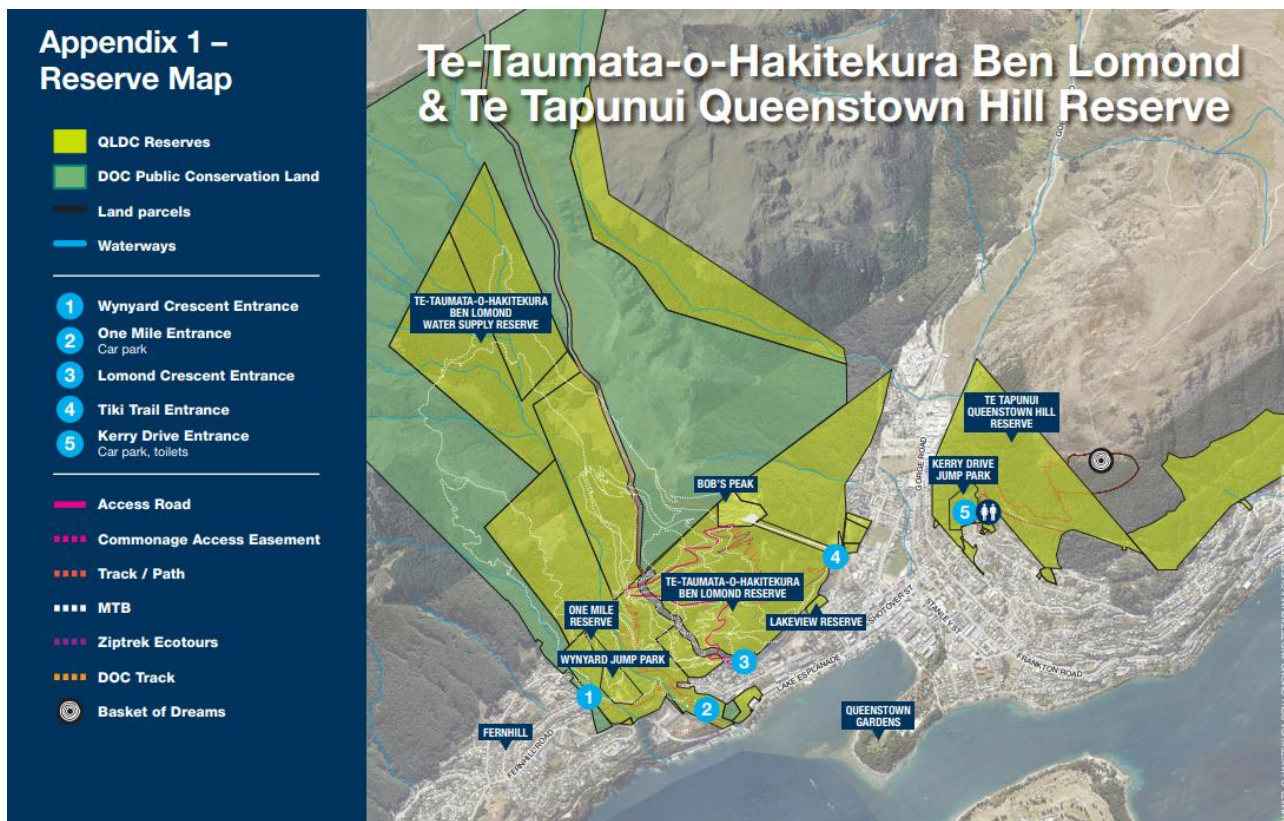 Appendix 1 –
Reserve Map
QLDC Reserves
DOC Public Conservation Land
Land parcels
Waterways
1 Wynyard Crescent Entrance
2 One Mile Entrance
Car park
3 Lomond Crescent Entrance
4 Tiki Trail Entrance
5 Kerry Drive Entrance
Car park, toilets
Access Road
Commonage Access Easement
Track / Path
MTB
Ziptrek Ecotours
DOC Track
Basket of Dreams
Te-Taumata-o-Hakitekura Ben Lomond
& Te Tapunui Queenstown Hill Reserve
TE-TAUMATA-O-HAKITEKURA
BEN LOMOND
WATER SUPPLY RESERVE
TE TAPUNUI
QUEENSTOWN HILL
RESERVE
GORGE ROAD
KERRY DRIVE
JUMP PARK
5
BOB'S PEAK
4
TE-TAUMATA-O-HAKITEKURA
BEN LOMOND RESERVE
ONE MILE
RESERVE
LAKEVIEW RESERVE
SHOTOVER ST
STANLEY ST
WYNYARD JUMP PARK
3
FRANKTON ROAD
LAKE ESPLANADE
1
2
QUEENSTOWN
GARDENS
FERNHILL
FERNHILL ROAD